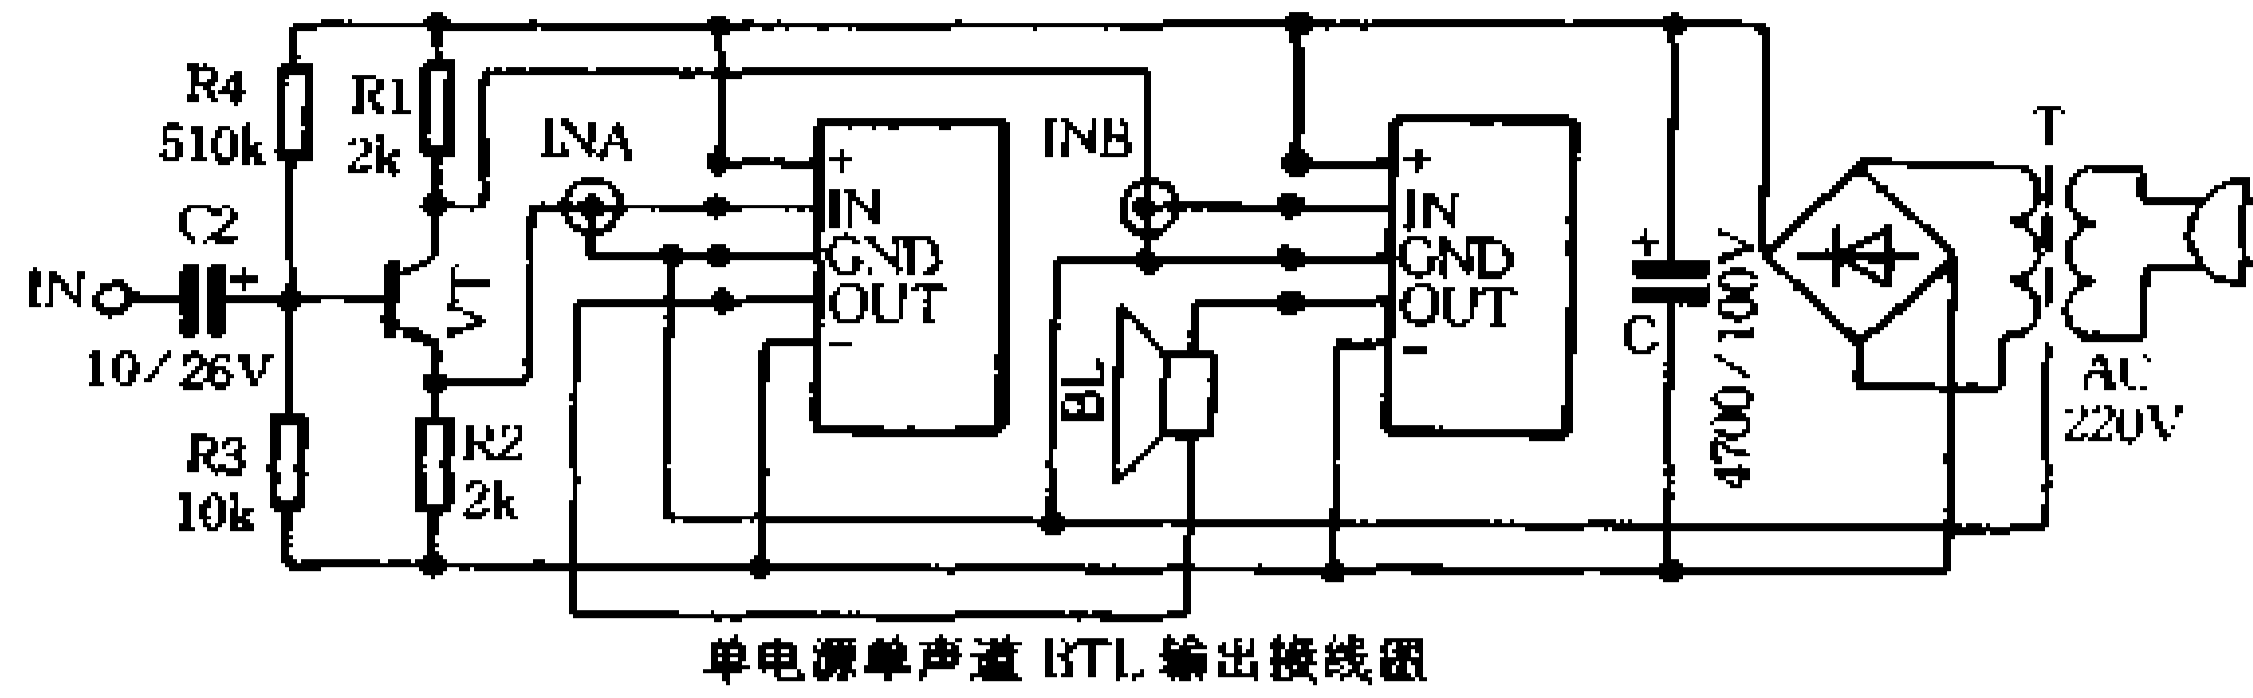 R4
510k
R1
2k
C2
+
IN
10/26V
VT
R3
10k
R2
2k
INA
+
IN
GND
OUT
-
INB
BL
+
IN
GND
OUT
-
+
C
4700/100V
T
AC
220V
单电源单声道 BTL 输出接线图